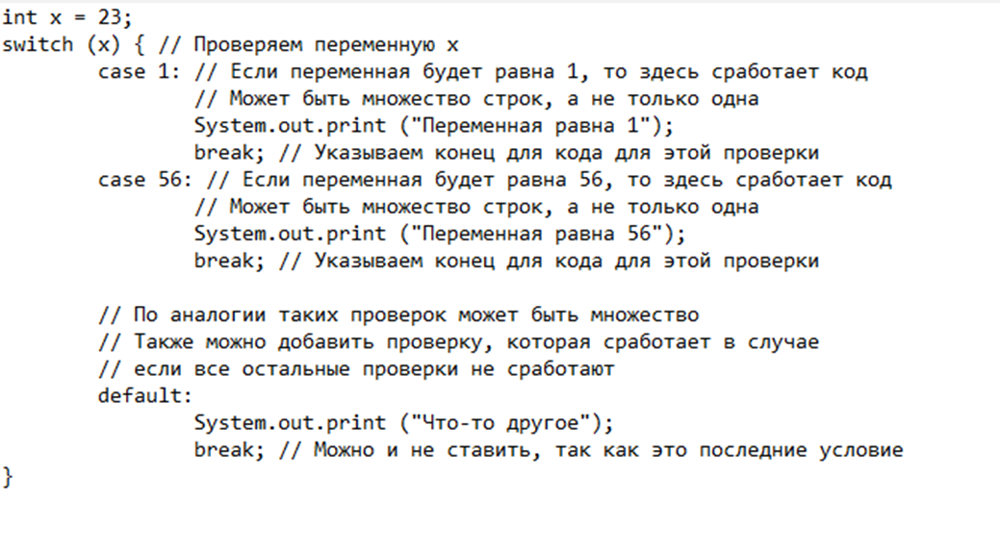 int x = 23;
switch (x) { // Проверяем переменную x
case 1: // Если переменная будет равна 1, то здесь сработает код
// Может быть множество строк, а не только одна
System.out.print ("Переменная равна 1");
break; // Указываем конец для кода для этой проверки
case 56: // Если переменная будет равна 56, то здесь сработает код
// Может быть множество строк, а не только одна
System.out.print ("Переменная равна 56");
break; // Указываем конец для кода для этой проверки
// По аналогии таких проверок может быть множество
// Также можно добавить проверку, которая сработает в случае
// если все остальные проверки не сработают
default:
System.out.print ("Что-то другое");
break; // Можно и не ставить, так как это последние условие
}